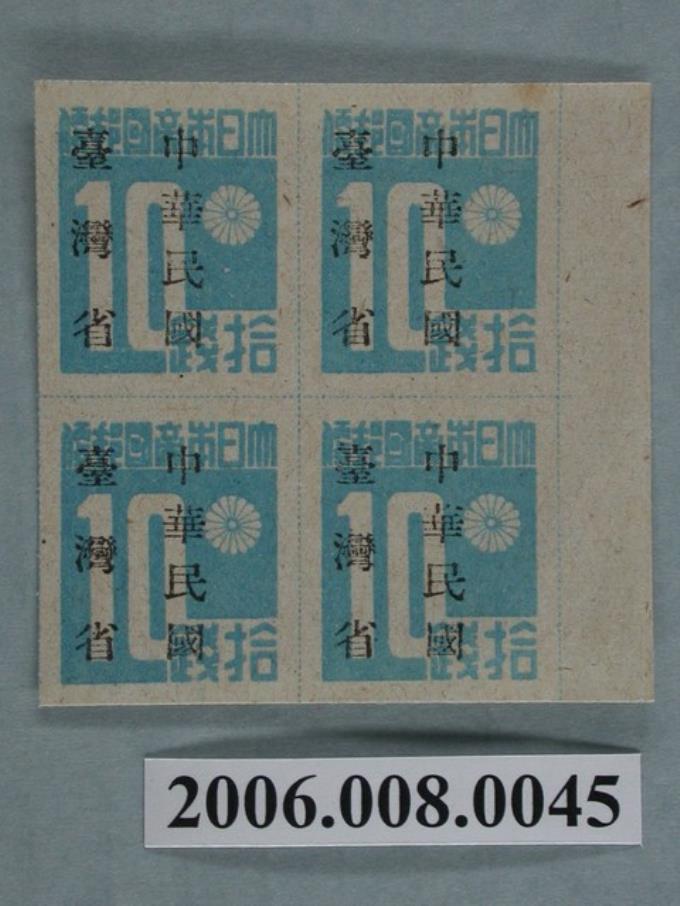 大日本帝國郵便
中華民國
臺灣省
10
拾錢
大日本帝國郵便
中華民國
臺灣省
10
拾錢
大日本帝國郵便
中華民國
臺灣省
10
拾錢
大日本帝國郵便
中華民國
臺灣省
10
拾錢
2006.008.0045